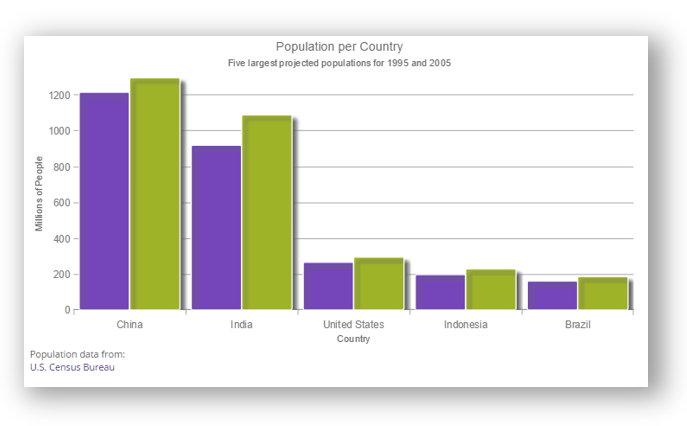 Population per Country
Five largest projected populations for 1995 and 2005
1200
1000
800
600
400
200
0
Millions of People
China India United States Indonesia Brazil
Country
Population data from:
U.S. Census Bureau